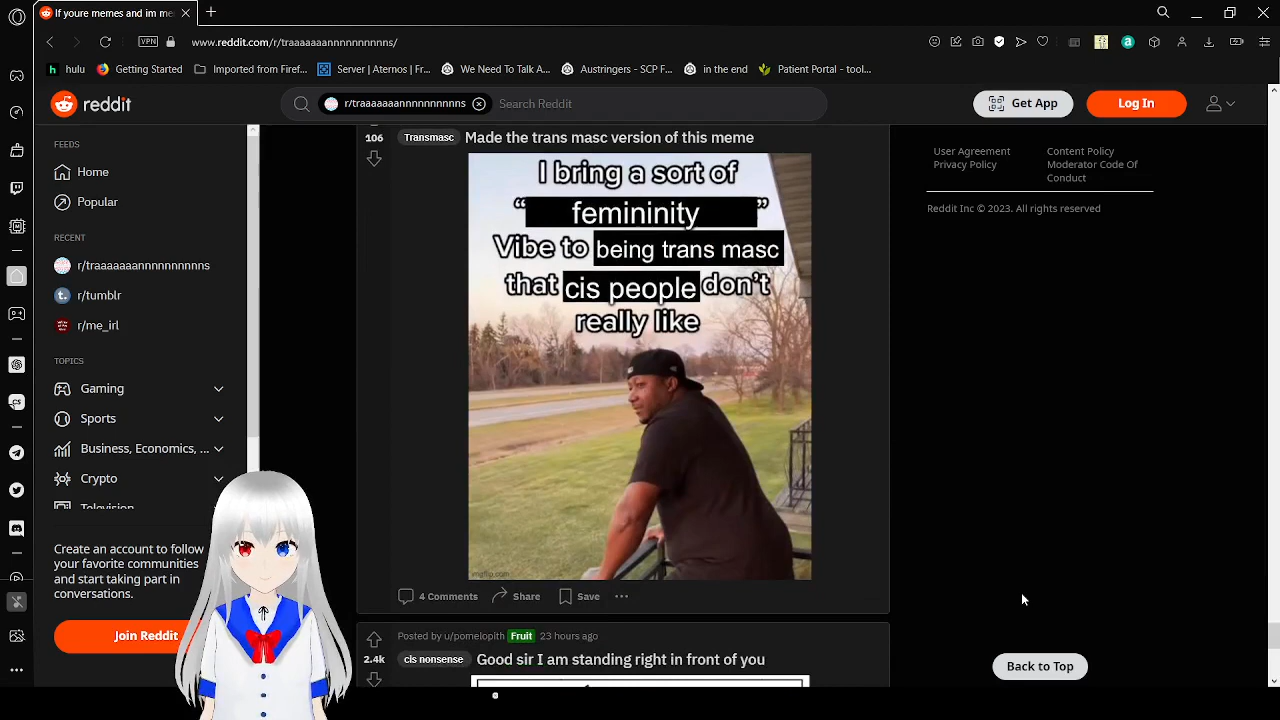 If youre memes and im me
www.reddit.com/r/traaaaaaannnnnnnnnns/
VPN
hulu
Getting Started
Imported from Firef...
Server | Aternos | Fr...
We Need To Talk A...
Austringers - SCP F...
in the end
Patient Portal - tool...
reddit
r/traaaaaaannnnnnnnnns
Search Reddit
Get App
Log In
FEEDS
Home
Popular
RECENT
r/traaaaaaannnnnnnnnns
r/tumblr
r/me_irl
TOPICS
Gaming
Sports
Business, Economics, ...
Crypto
Television
Create an account to follow
your favorite communities
and start taking part in
conversations.
Join Reddit
106
Transmasc Made the trans masc version of this meme
I bring a sort of
“ femininity ”
Vibe to being trans masc
that cis people don't
really like
imgflip.com
4 Comments
Share
Save
Posted by u/pomelopith Fruit 23 hours ago
2.4k
cis nonsense Good sir I am standing right in front of you
User Agreement
Privacy Policy
Content Policy
Moderator Code Of
Conduct
Reddit Inc © 2023. All rights reserved
Back to Top